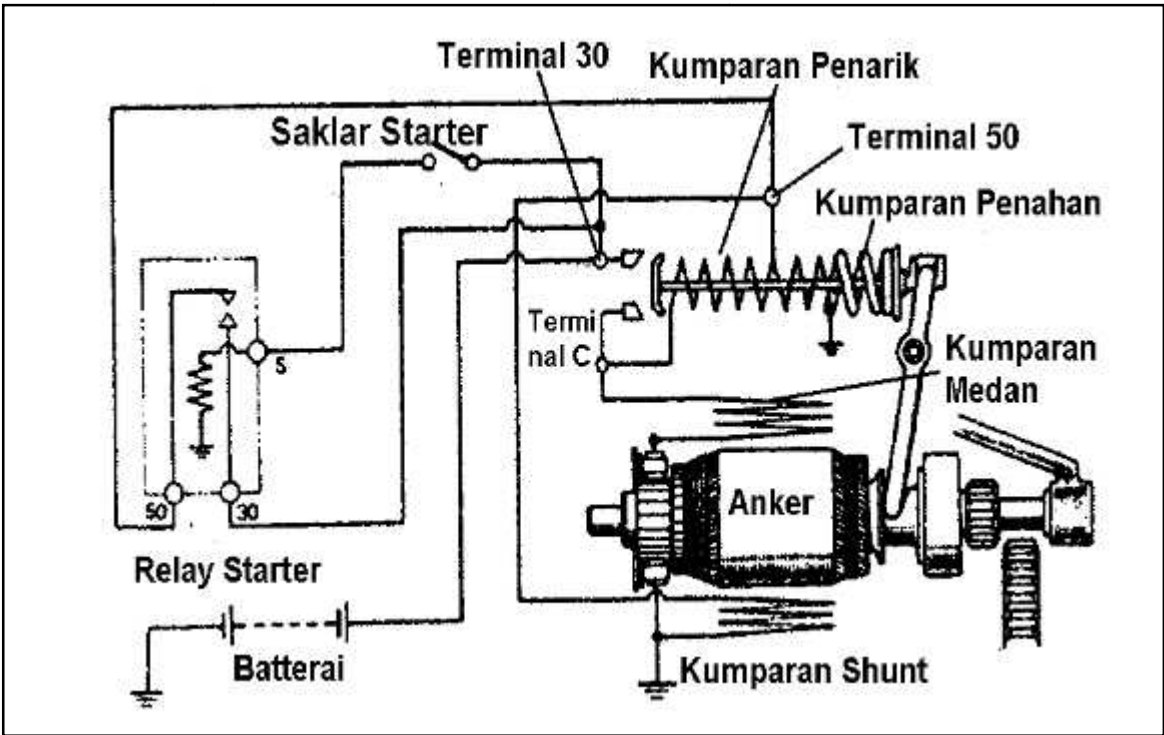 Terminal 30
Kumparan Penarik
Saklar Starter
Terminal 50
Kumparan Penahan
Termi
nal C
S
Kumparan
Medan
Anker
50
30
Relay Starter
Batterai
Kumparan Shunt